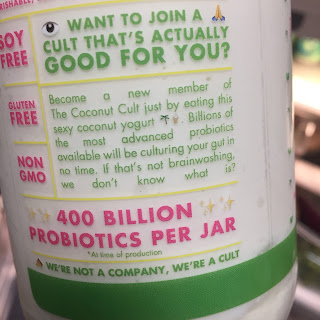 RISHABLE,
SOY
FREE
GLUTEN
FREE
NON
GMO
👁 WANT TO JOIN A 🙏
CULT THAT'S ACTUALLY
GOOD FOR YOU?
Become a new member of
The Coconut Cult just by eating this
sexy coconut yogurt 🌴🥥. Billions of
the most advanced probiotics
available will be culturing your gut in
no time. If that's not brainwashing,
we don't know what is?
✨ 400 BILLION ✨
PROBIOTICS PER JAR
*At time of production
🙏 WE'RE NOT A COMPANY, WE'RE A CULT